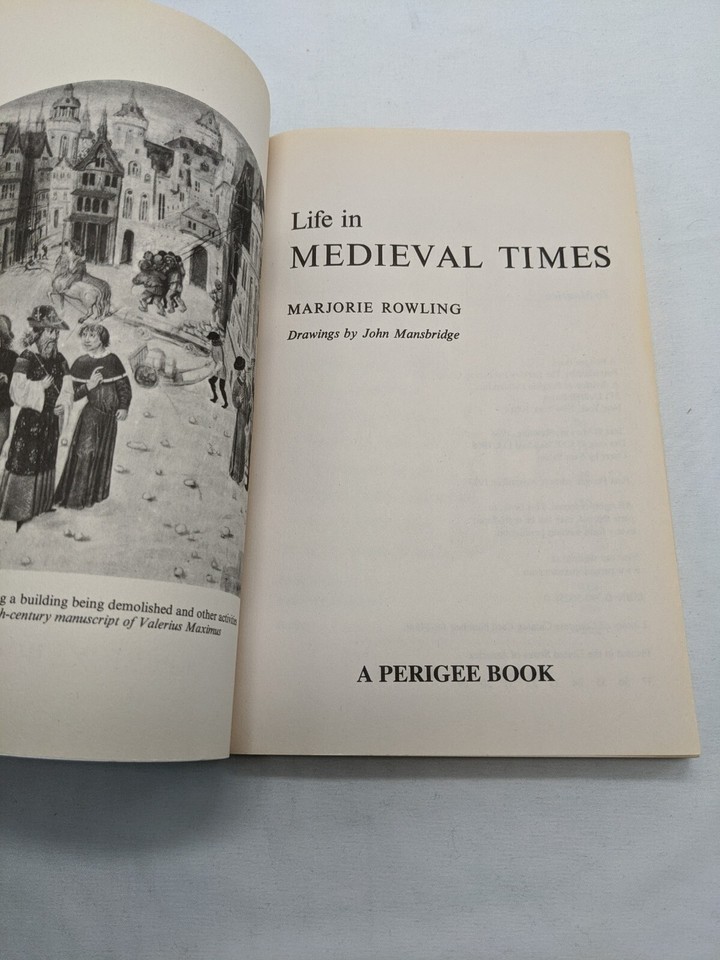 g a building being demolished and other activities
h-century manuscript of Valerius Maximus
Life in
MEDIEVAL TIMES
MARJORIE ROWLING
Drawings by John Mansbridge
A PERIGEE BOOK